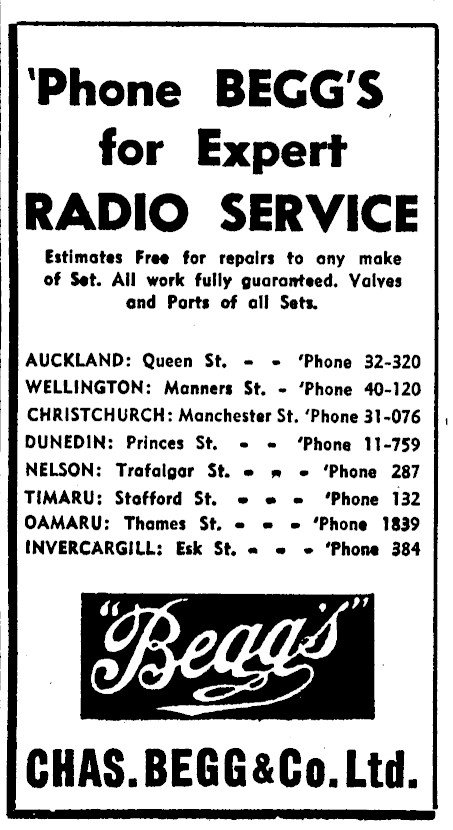 'Phone BEGG'S
for Expert
RADIO SERVICE
Estimates Free for repairs to any make
of Set. All work fully guaranteed. Valves
and Parts of all Sets.
AUCKLAND: Queen St. - - 'Phone 32-320
WELLINGTON: Manners St. - 'Phone 40-120
CHRISTCHURCH: Manchester St. 'Phone 31-076
DUNEDIN: Princes St. - - 'Phone 11-759
NELSON: Trafalgar St. - - - 'Phone 287
TIMARU: Stafford St. - - - 'Phone 132
OAMARU: Thames St. - - - 'Phone 1839
INVERCARGILL: Esk St. - - - 'Phone 384
"Begg's"
CHAS. BEGG & Co. Ltd.